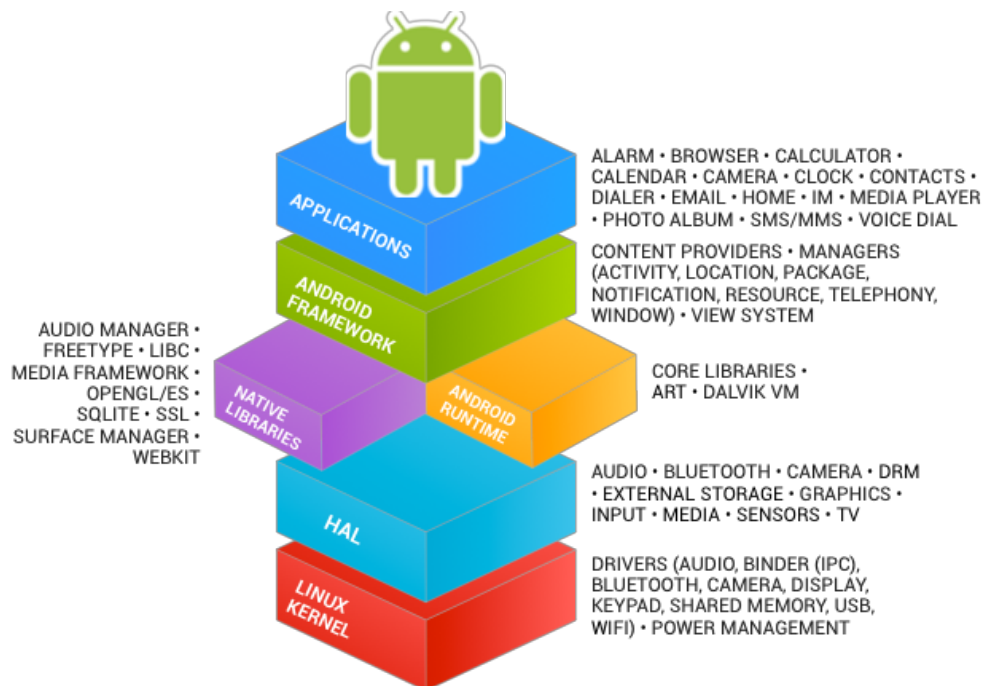 ALARM • BROWSER • CALCULATOR •
CALENDAR • CAMERA • CLOCK • CONTACTS •
DIALER • EMAIL • HOME • IM • MEDIA PLAYER
• PHOTO ALBUM • SMS/MMS • VOICE DIAL
APPLICATIONS
CONTENT PROVIDERS • MANAGERS
(ACTIVITY, LOCATION, PACKAGE,
NOTIFICATION, RESOURCE, TELEPHONY,
WINDOW) • VIEW SYSTEM
ANDROID
FRAMEWORK
AUDIO MANAGER •
FREETYPE • LIBC •
MEDIA FRAMEWORK •
OPENGL/ES •
SQLITE • SSL •
SURFACE MANAGER •
WEBKIT
NATIVE
LIBRARIES
ANDROID
RUNTIME
CORE LIBRARIES •
ART • DALVIK VM
AUDIO • BLUETOOTH • CAMERA • DRM
• EXTERNAL STORAGE • GRAPHICS •
INPUT • MEDIA • SENSORS • TV
HAL
DRIVERS (AUDIO, BINDER (IPC),
BLUETOOTH, CAMERA, DISPLAY,
KEYPAD, SHARED MEMORY, USB,
WIFI) • POWER MANAGEMENT
LINUX
KERNEL